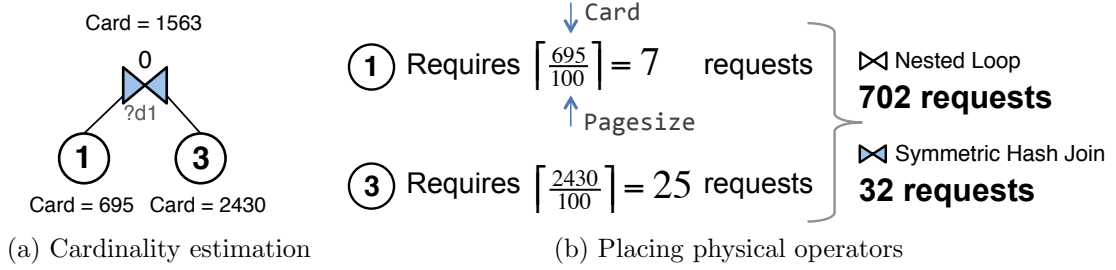 Card = 1563
0
?d1
1
3
Card = 695
Card = 2430
(a) Cardinality estimation
Card
1 Requires ⌈695/100⌉ = 7 requests
Pagesize
3 Requires ⌈2430/100⌉ = 25 requests
Nested Loop
702 requests
Symmetric Hash Join
32 requests
(b) Placing physical operators